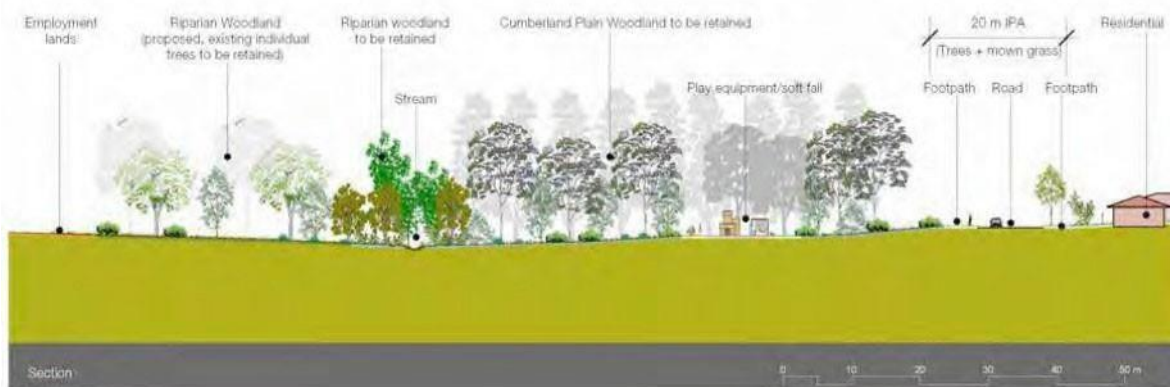 Employment
lands
Riparian Woodland
(proposed, existing individual
trees to be retained)
Riparian woodland
to be retained
Stream
Cumberland Plain Woodland to be retained
Play equipment/soft fall
20 m IPA
(Trees + mown grass)
Footpath
Road
Footpath
Residential
Section
0 10 20 30 40 50 m